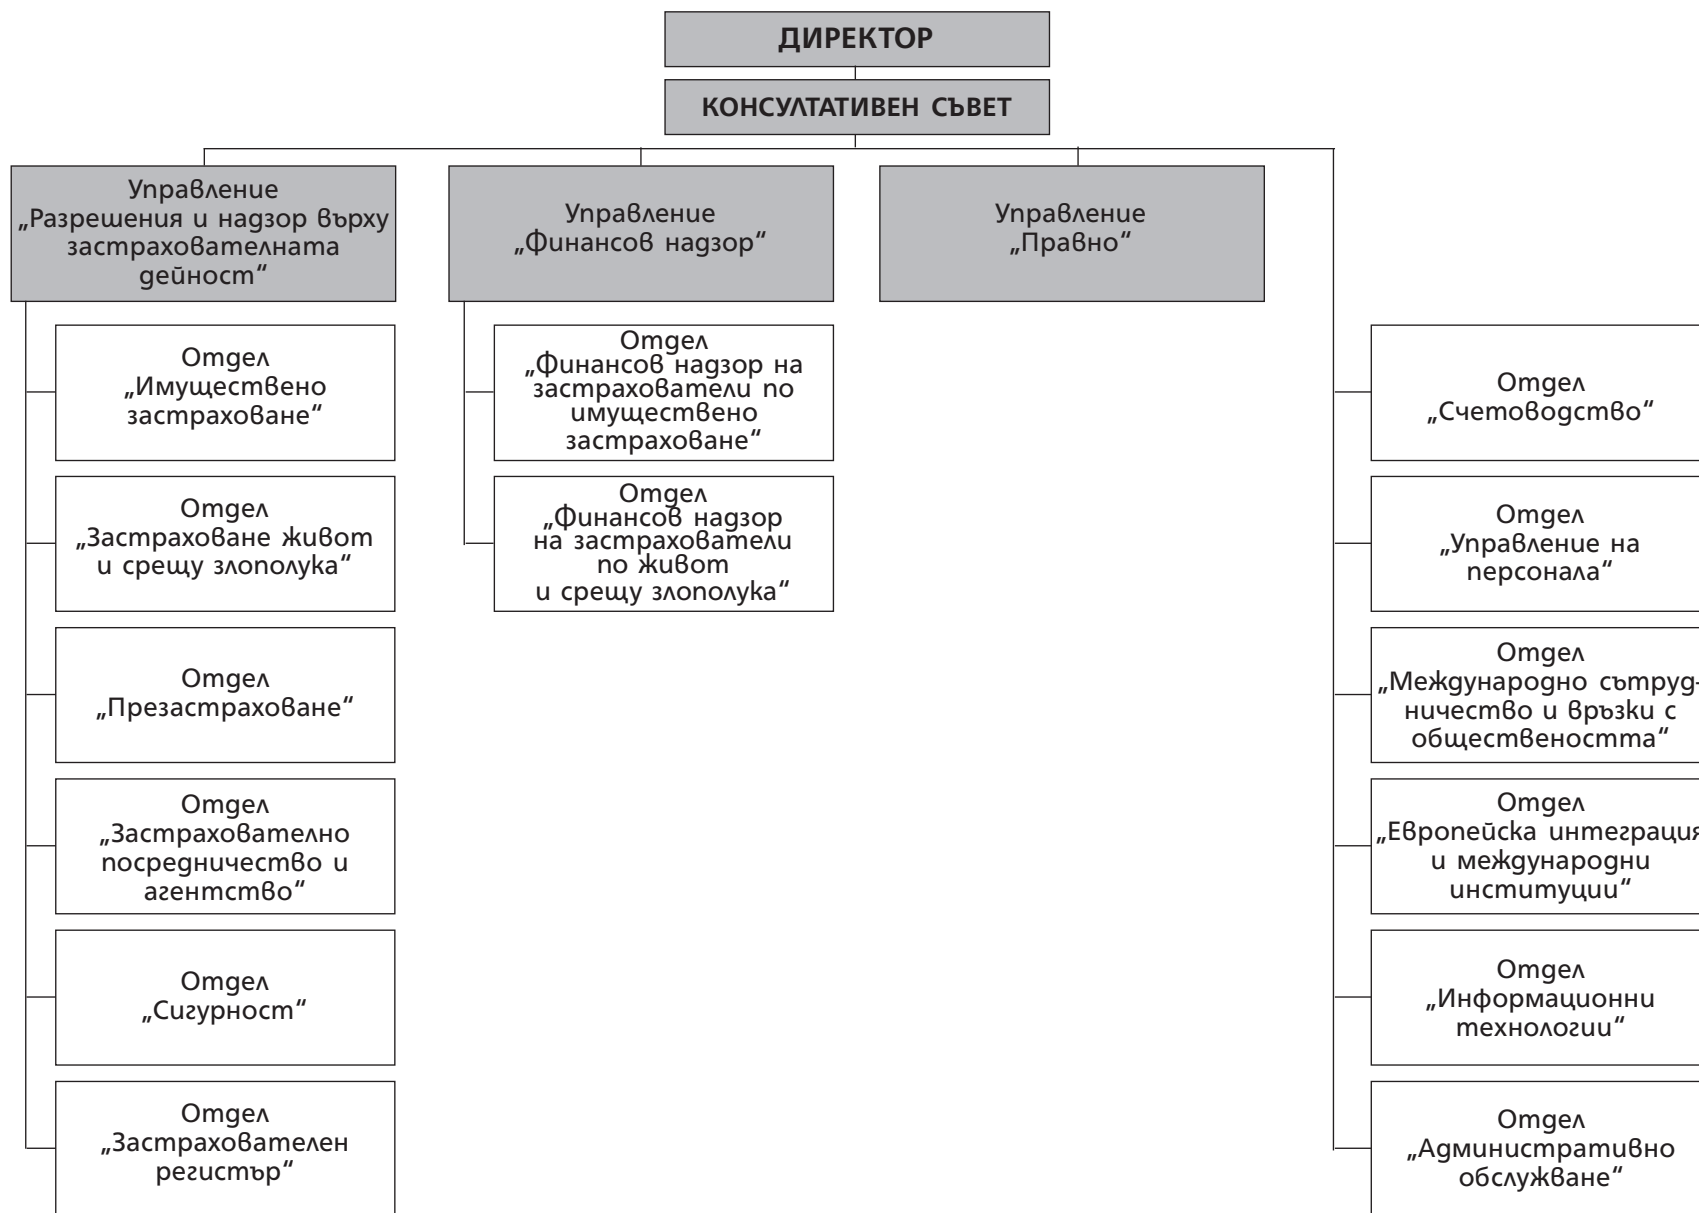 ДИРЕКТОР
КОНСУЛТАТИВЕН СЪВЕТ
Управление
„Разрешения и надзор върху
застрахователната
дейност“
Управление
„Финансов надзор“
Управление
„Правно“
Отдел
„Имуществено
застраховане“
Отдел
„Застраховане живот
и срещу злополука“
Отдел
„Презастраховане“
Отдел
„Застрахователно
посредничество и
агентство“
Отдел
„Сигурност“
Отдел
„Застрахователен
регистър“
Отдел
„Финансов надзор на
застрахователи по
имуществено
застраховане“
Отдел
„Финансов надзор
на застрахователи
по живот
и срещу злополука“
Отдел
„Счетоводство“
Отдел
„Управление на
персонала“
Отдел
„Международно сътруд-
ничество и връзки с
обществеността“
Отдел
„Европейска интеграция
и международни
институции“
Отдел
„Информационни
технологии“
Отдел
„Административно
обслужване“